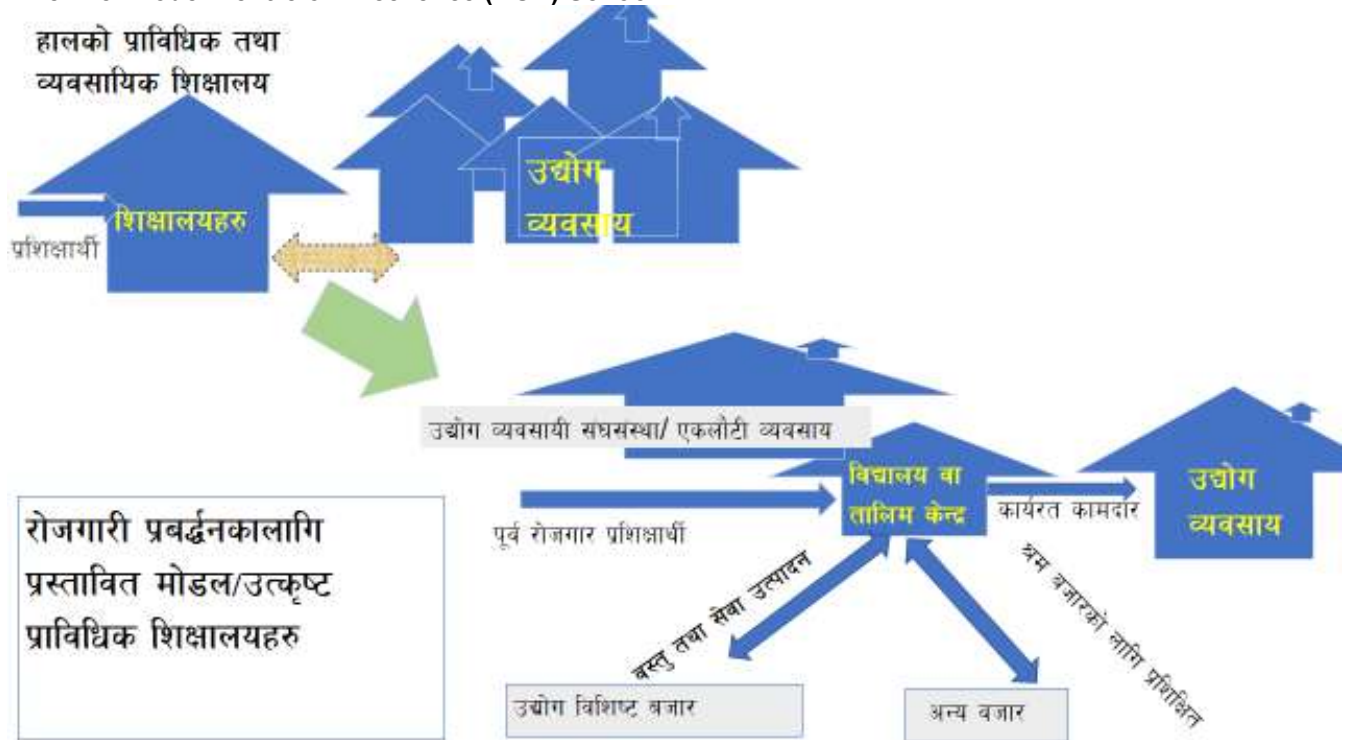 हालको प्राविधिक तथा
व्यवसायिक शिक्षालय
शिक्षालयहरु
प्रशिक्षार्थी
उद्योग
व्यवसाय
उद्योग व्यवसायी संघसंस्था/ एकलौटी व्यवसाय
विद्यालय वा
तालिम केन्द्र
पूर्व रोजगार प्रशिक्षार्थी
कार्यरत कामदार
उद्योग
व्यवसाय
रोजगारी प्रबर्द्धनकालागि
प्रस्तावित मोडल/उत्कृष्ट
प्राविधिक शिक्षालयहरु
वस्तु तथा सेवा उत्पादन
श्रम बजारको लागि प्रशिक्षित
उद्योग विशिष्ट बजार
अन्य बजार